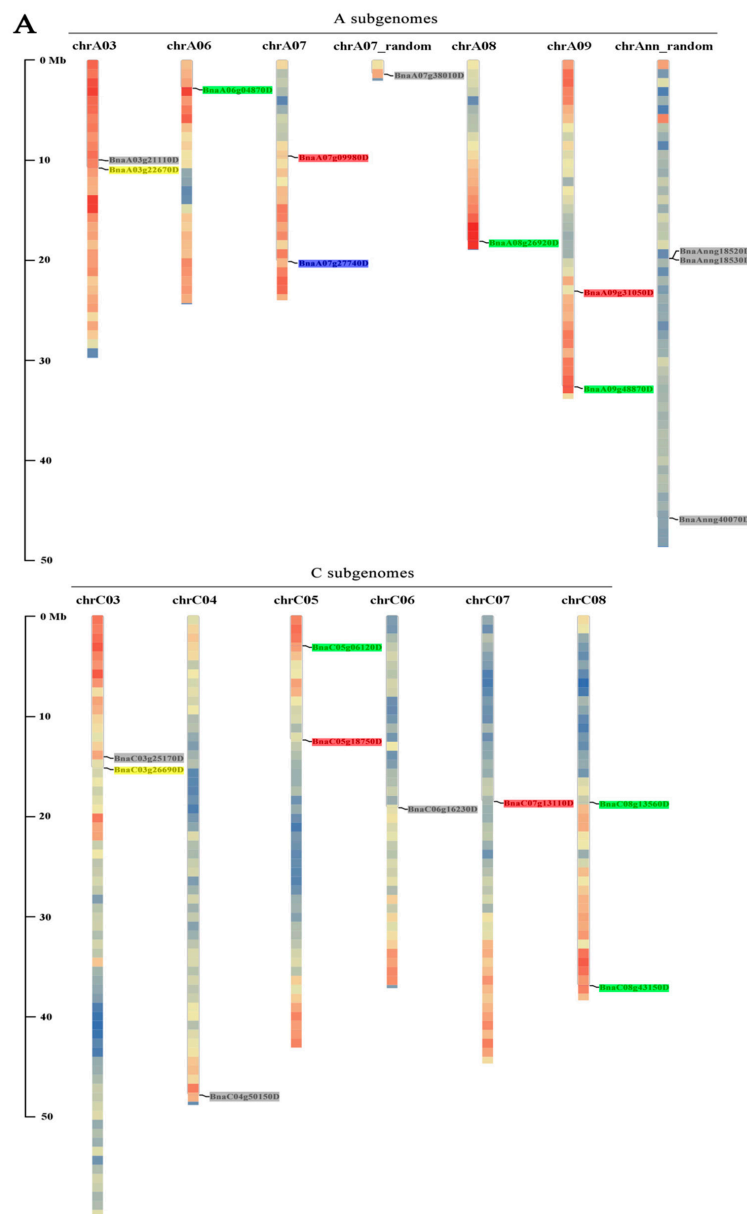 A
A subgenomes
chrA03 chrA06 chrA07 chrA07_random chrA08 chrA09 chrAnn_random
0 Mb
BnaA07g38010D
BnaA06g04870D
10
BnaA07g09980D
BnaA03g21110D
BnaA03g22670D
BnaA08g26920D
BnaAnng18520D
BnaAnng18530D
20
BnaA07g27740D
BnaA09g31050D
30
BnaA09g48870D
40
BnaAnng40070D
50
C subgenomes
chrC03 chrC04 chrC05 chrC06 chrC07 chrC08
0 Mb
BnaC05g06120D
10
BnaC05g18750D
BnaC03g25170D
BnaC03g26690D
BnaC07g13110D
BnaC08g13560D
BnaC06g16230D
20
30
BnaC08g43150D
40
BnaC04g50150D
50